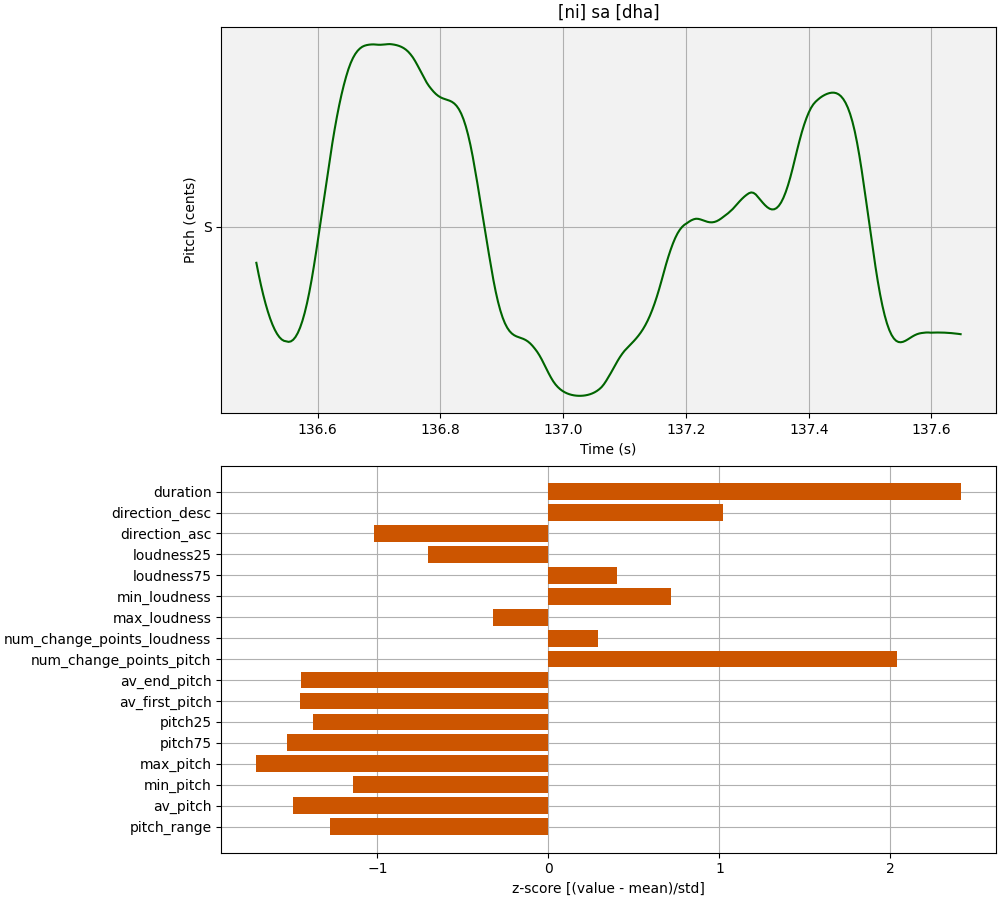 [ni] sa [dha]
Pitch (cents)
S
136.6 136.8 137.0 137.2 137.4 137.6
Time (s)
duration
direction_desc
direction_asc
loudness25
loudness75
min_loudness
max_loudness
num_change_points_loudness
num_change_points_pitch
av_end_pitch
av_first_pitch
pitch25
pitch75
max_pitch
min_pitch
av_pitch
pitch_range
−1 0 1 2
z-score [(value - mean)/std]